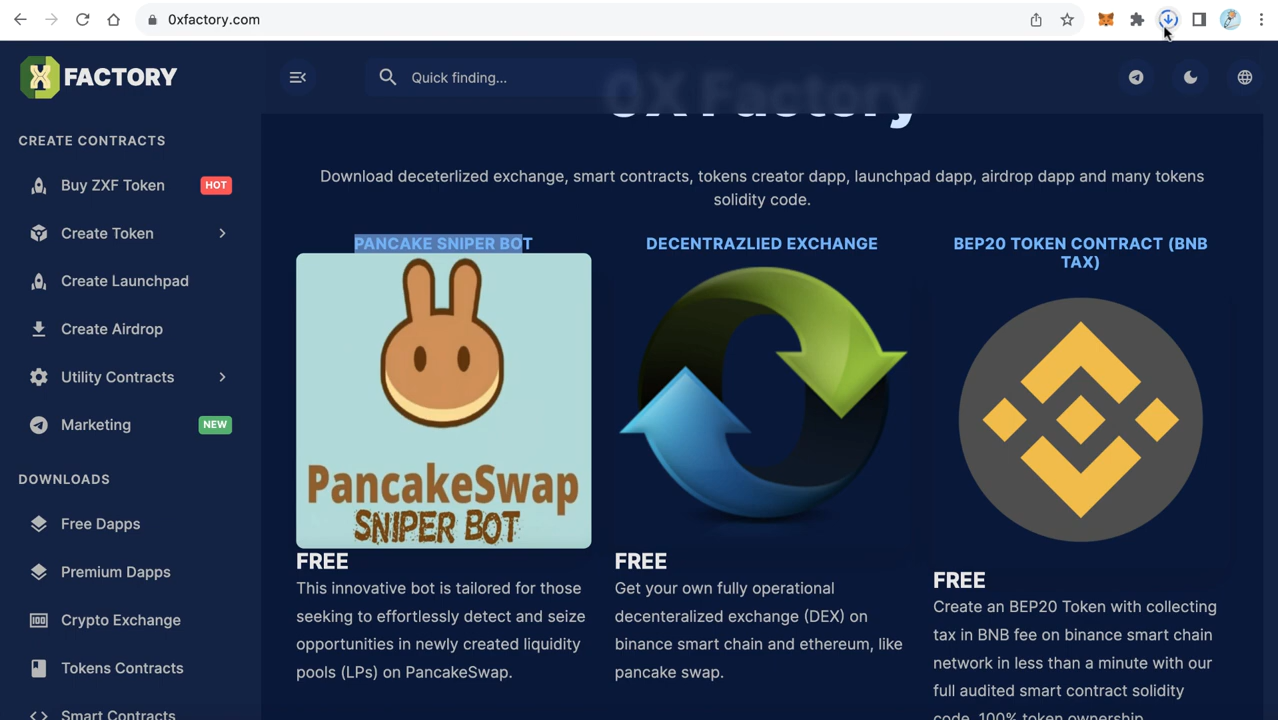 0xfactory.com
X FACTORY
Quick finding...
0X Factory
CREATE CONTRACTS
Buy ZXF Token HOT
Create Token
Create Launchpad
Create Airdrop
Utility Contracts
Marketing NEW
DOWNLOADS
Free Dapps
Premium Dapps
Crypto Exchange
Tokens Contracts
Smart Contracts
Download deceterlized exchange, smart contracts, tokens creator dapp, launchpad dapp, airdrop dapp and many tokens
solidity code.
PANCAKE SNIPER BOT
PancakeSwap
SNIPER BOT
FREE
This innovative bot is tailored for those
seeking to effortlessly detect and seize
opportunities in newly created liquidity
pools (LPs) on PancakeSwap.
DECENTRAZLIED EXCHANGE
FREE
Get your own fully operational
decenteralized exchange (DEX) on
binance smart chain and ethereum, like
pancake swap.
BEP20 TOKEN CONTRACT (BNB
TAX)
FREE
Create an BEP20 Token with collecting
tax in BNB fee on binance smart chain
network in less than a minute with our
full audited smart contract solidity
code, 100% token ownership